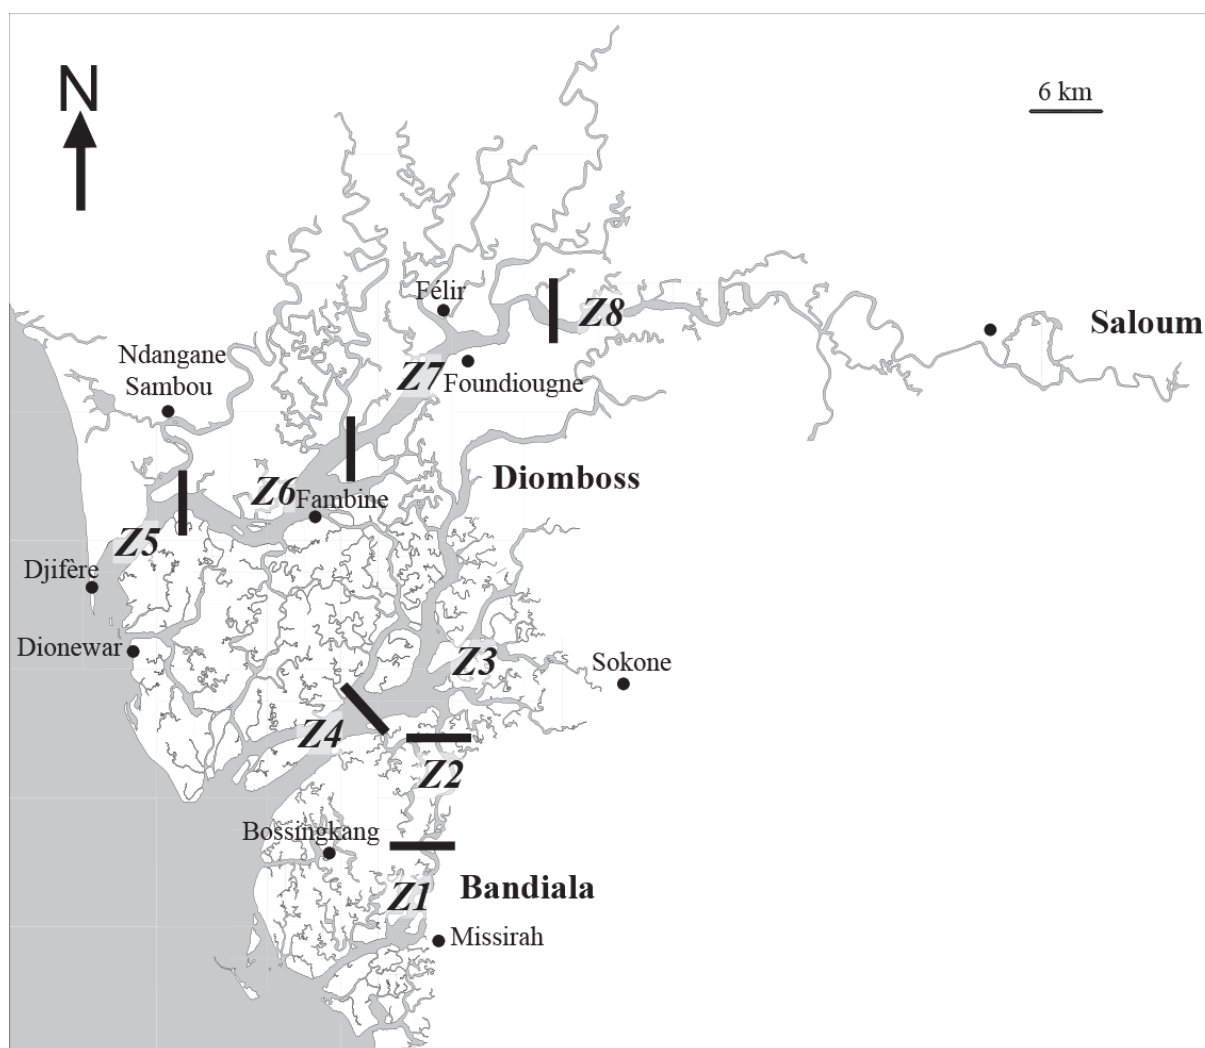 N
6 km
Félir
Z8
Saloum
Ndangane
Sambou
Z7
Foundiougne
Diomboss
Z6
Fambine
Z5
Djifère
Dionewar
Z3
Sokone
Z4
Z2
Bossingkang
Z1
Bandiala
Missirah